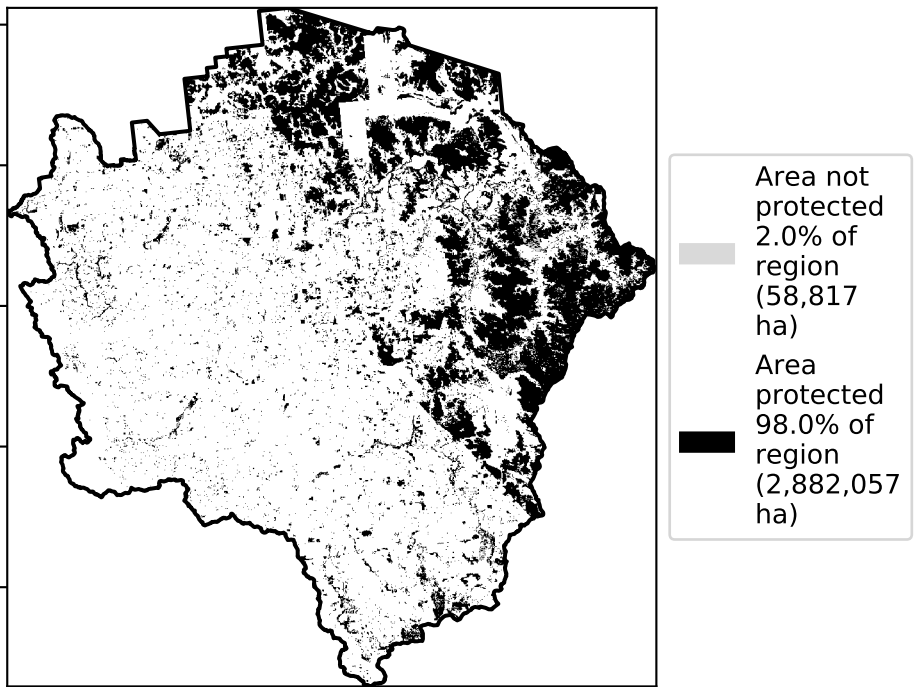 Area not
protected
2.0% of
region
(58,817
ha)
Area
protected
98.0% of
region
(2,882,057
ha)